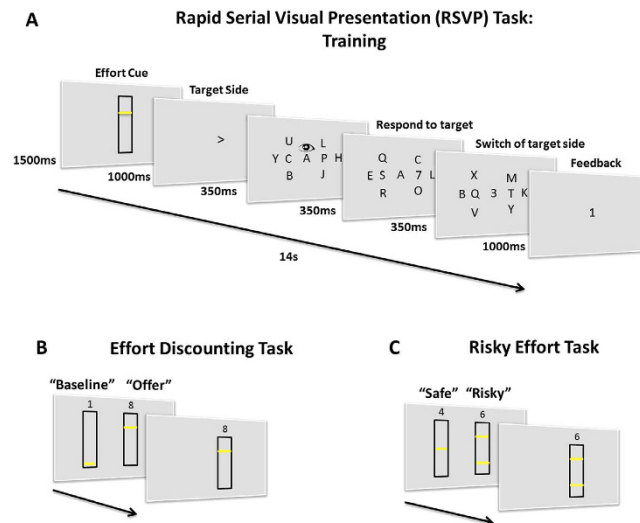 A
Rapid Serial Visual Presentation (RSVP) Task:
Training
Effort Cue
Target Side
Respond to target
Switch of target side
Feedback
>
U L
Y C A P H
B J
Q C
E S A 7 L
R O
X M
B Q 3 T K
V Y
1
1500ms
1000ms
350ms
350ms
350ms
1000ms
14s
B
Effort Discounting Task
"Baseline" "Offer"
1 8
8
C
Risky Effort Task
"Safe" "Risky"
4 6
6